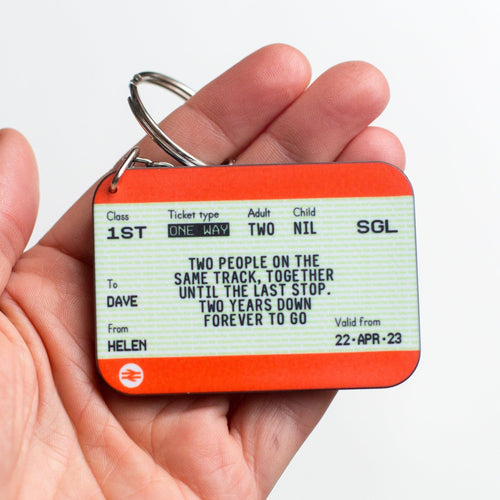 Class Ticket type Adult Child
1ST ONE WAY TWO NIL SGL
TWO PEOPLE ON THE
SAME TRACK, TOGETHER
UNTIL THE LAST STOP.
TWO YEARS DOWN
FOREVER TO GO
To
DAVE
From
HELEN
Valid from
22·APR·23